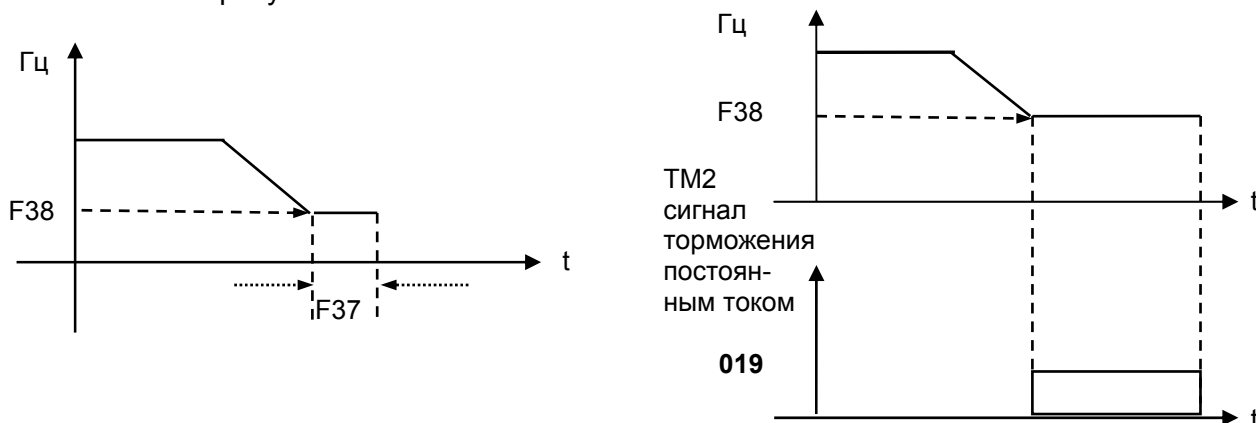 Гц
F38
F37
t
Гц
F38
t
ТМ2
сигнал
торможения
постоян-
ным током
019
t